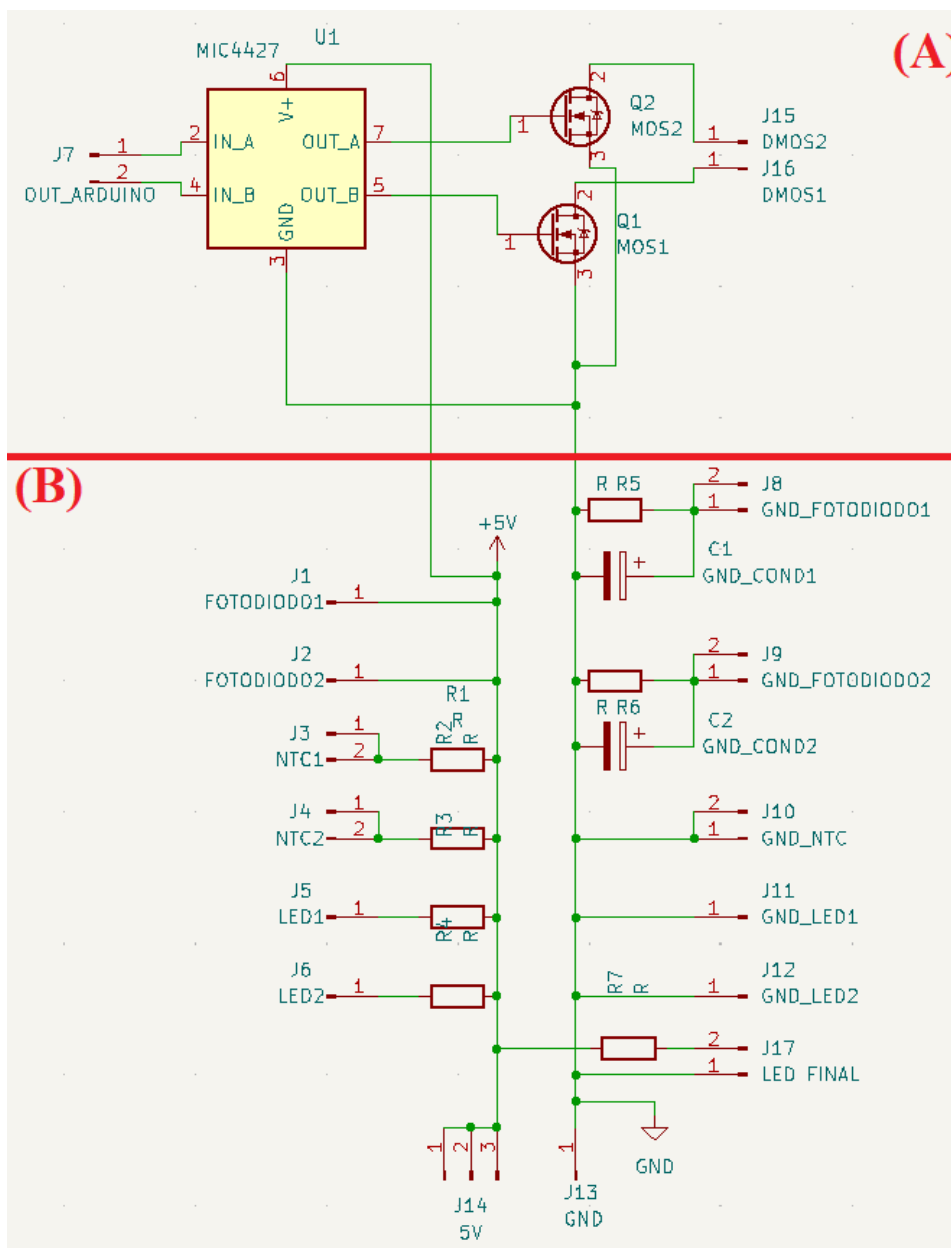 (A)
U1
MIC4427
6
V+
2
Q2
MOS2
J15
1
DMOS2
J7
1
2
IN_A
OUT_A
7
1
3
1
J16
DMOS1
2
OUT_ARDUINO
4
IN_B
OUT_B
5
GND
3
2
Q1
MOS1
1
3
(B)
R R5
2
J8
1
GND_FOTODIODO1
+5V
C1
+
GND_COND1
J1
1
FOTODIODO1
J2
1
FOTODIODO2
2
J9
1
GND_FOTODIODO2
R1
R
R R6
C2
+
GND_COND2
J3
1
NTC1
2
R2
R
J4
1
NTC2
2
R3
R
2
J10
1
GND_NTC
J5
LED1
1
R4
R
J11
1
GND_LED1
J6
LED2
1
R7
R
J12
1
GND_LED2
2
J17
1
LED FINAL
1
2
3
J14
5V
1
J13
GND
GND